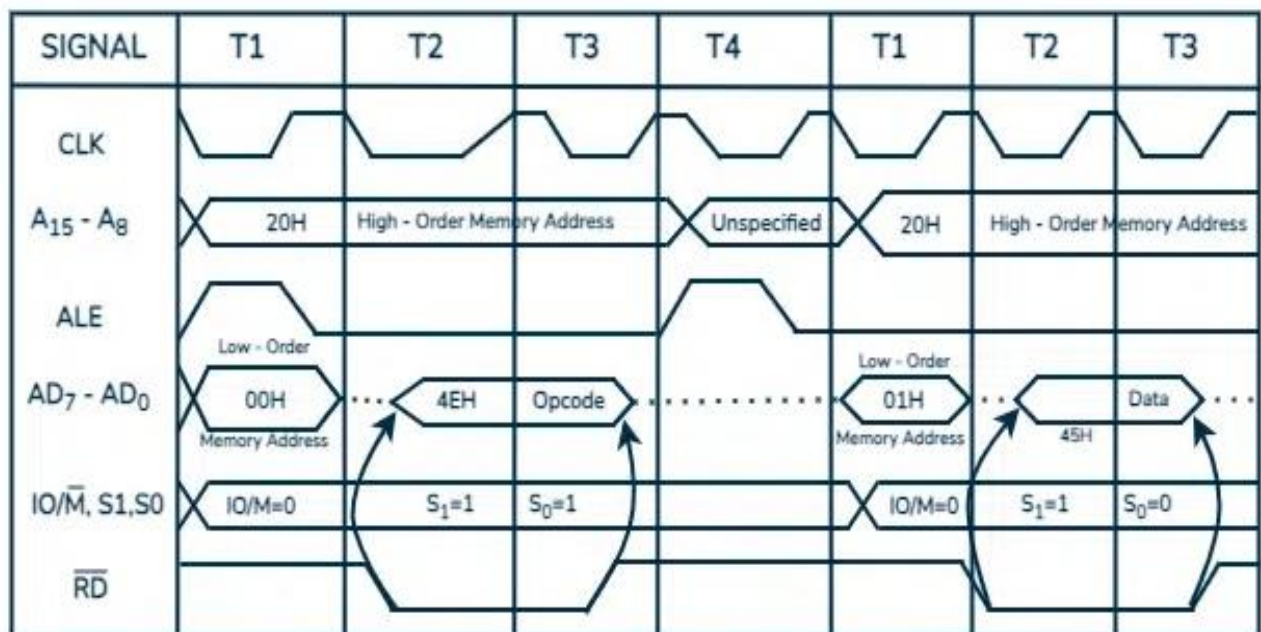 SIGNAL T1 T2 T3 T4 T1 T2 T3
CLK
A15 - A8 20H High - Order Memory Address Unspecified 20H High - Order Memory Address
ALE
Low - Order Low - Order
AD7 - AD0 00H 4EH Opcode 01H Data
Memory Address Memory Address 45H
IO/M̅, S1,S0 IO/M=0 S1=1 S0=1 IO/M=0 S1=1 S0=0
R̅D̅